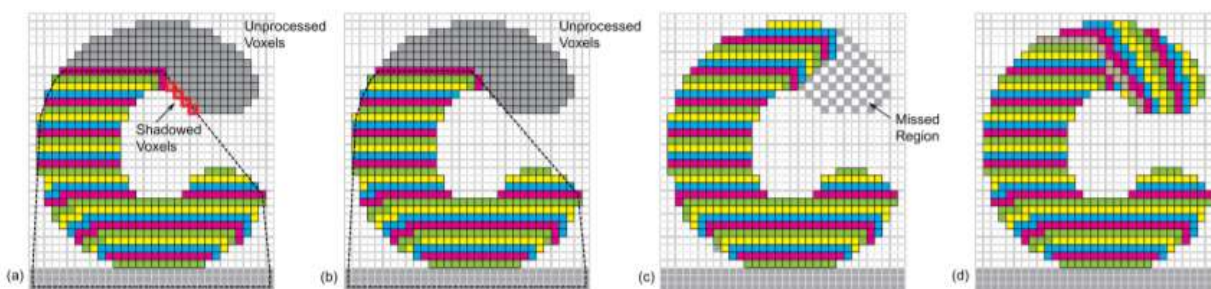 Unprocessed
Voxels
Shadowed
Voxels
(a)
Unprocessed
Voxels
(b)
Missed
Region
(c)
(d)